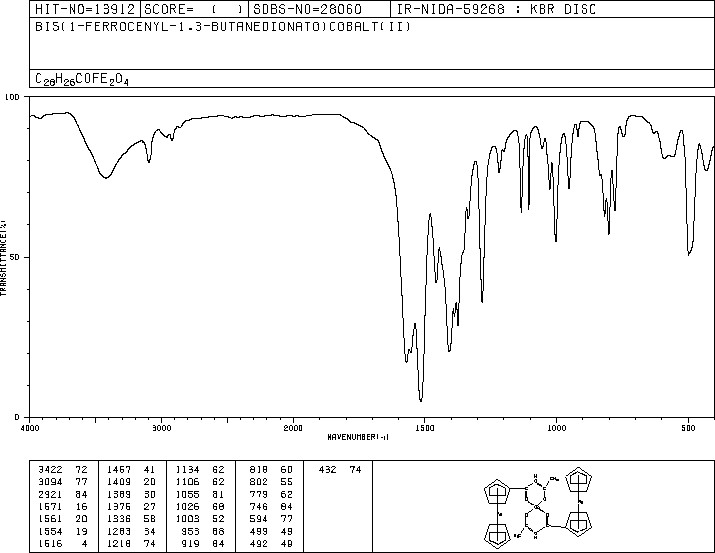 HIT-NO=13912 SCORE= ( ) SDBS-NO=28060 IR-NIDA-59268 : KBR DISC
BIS(1-FERROCENYL-1,3-BUTANEDIONATO)COBALT(II)
C28H26COFE2O4
100
50
0
TRANSMITTANCE(%)
4000 3000 2000 1500 1000 500
WAVENUMBER(-1)
3422 72 1467 41 1134 62 818 60 432 74
3094 77 1409 20 1106 62 802 55
2921 84 1389 30 1055 81 779 62
1571 16 1376 27 1026 68 746 84
1561 20 1336 58 1003 52 594 77
1554 19 1283 34 953 68 499 49
1516 4 1218 74 919 84 492 49